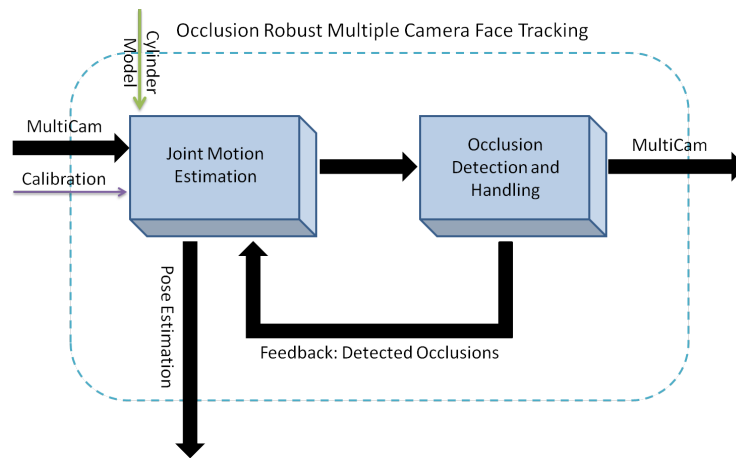 Occlusion Robust Multiple Camera Face Tracking
Cylinder
Model
MultiCam
Calibration
Joint Motion
Estimation
Occlusion
Detection and
Handling
MultiCam
Pose Estimation
Feedback: Detected Occlusions